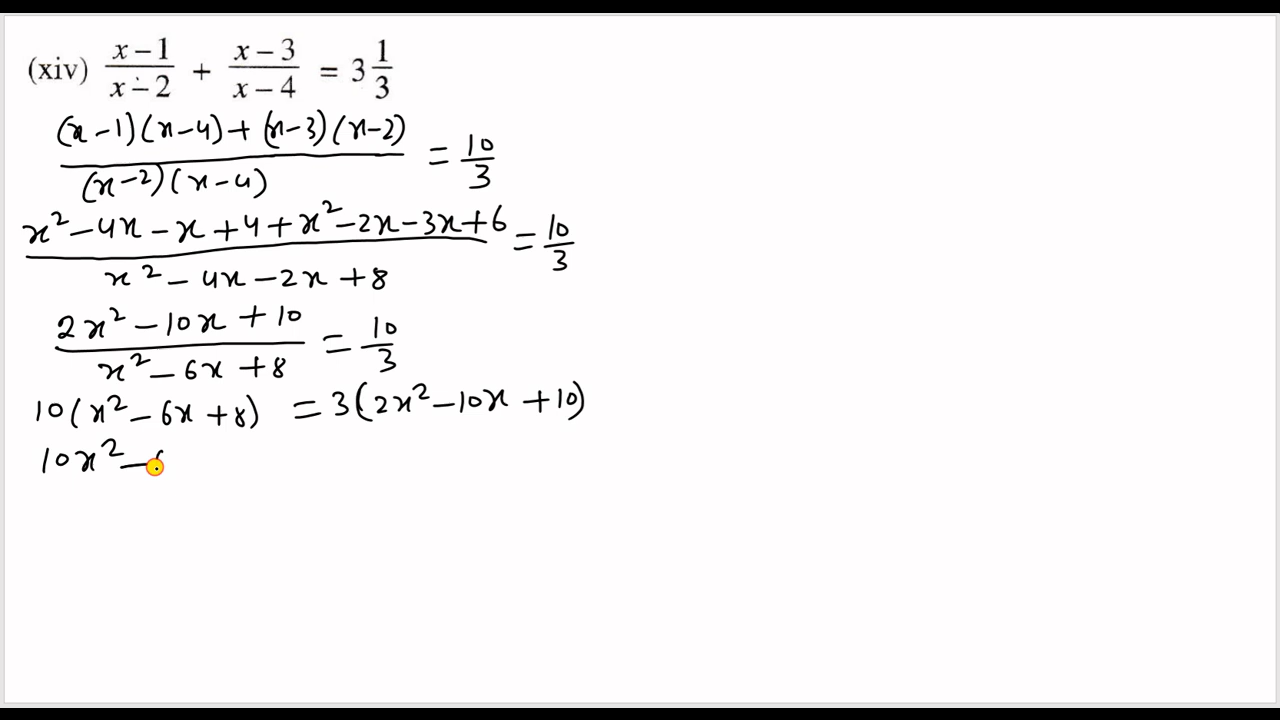 (xiv) (x – 1)/(x – 2) + (x – 3)/(x – 4) = 3 1/3
((x – 1)(x – 4) + (x – 3)(x – 2))/((x – 2)(x – 4)) = 10/3
(x² – 4x – x + 4 + x² – 2x – 3x + 6)/(x² – 4x – 2x + 8) = 10/3
(2x² – 10x + 10)/(x² – 6x + 8) = 10/3
10(x² – 6x + 8) = 3(2x² – 10x + 10)
10x² –